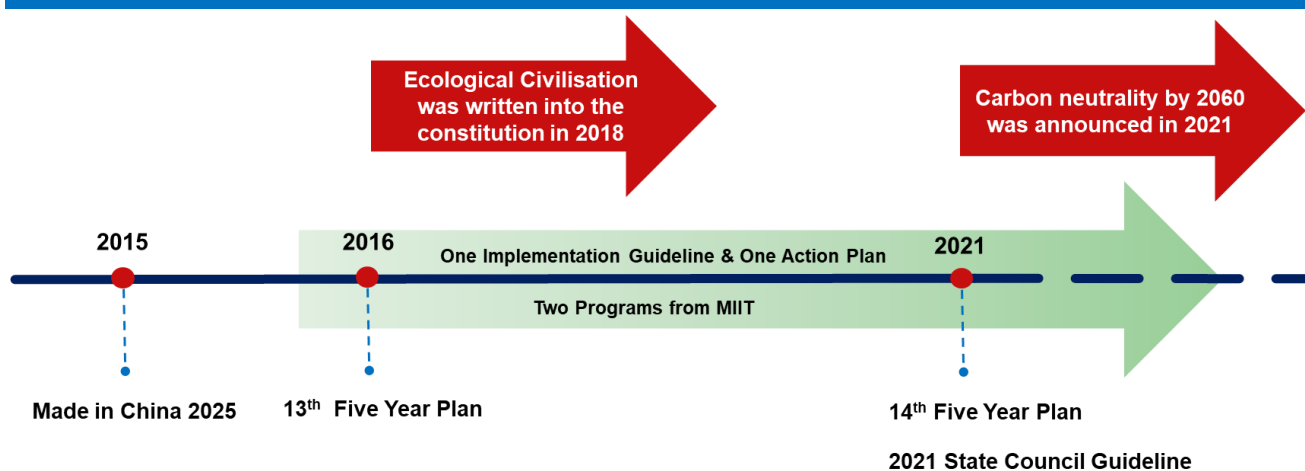 Ecological Civilisation
was written into the
constitution in 2018
Carbon neutrality by 2060
was announced in 2021
2015
2016
One Implementation Guideline & One Action Plan
2021
Two Programs from MIIT
Made in China 2025
13th Five Year Plan
14th Five Year Plan
2021 State Council Guideline